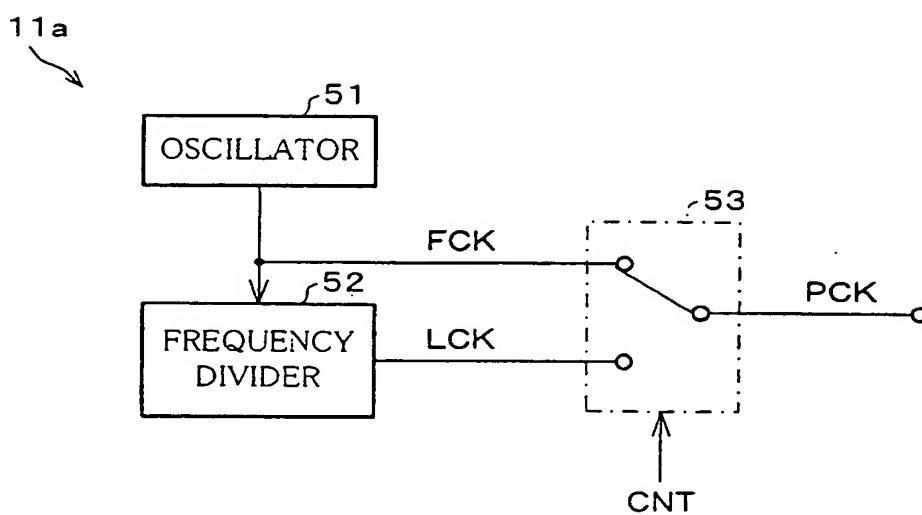 11a
51
OSCILLATOR
53
FCK
52
PCK
FREQUENCY
DIVIDER
LCK
CNT